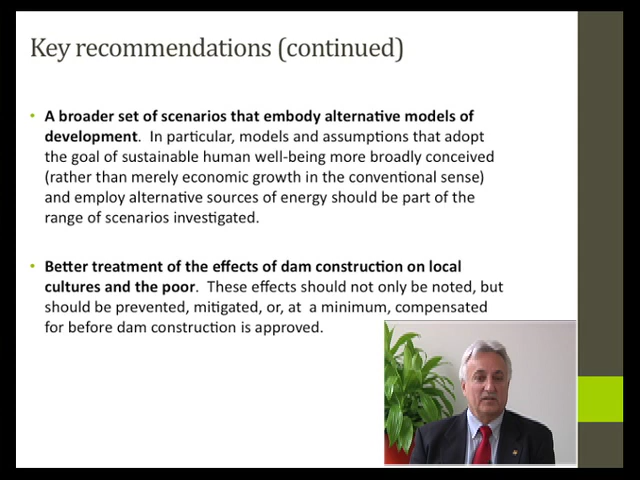 Key recommendations (continued)
• A broader set of scenarios that embody alternative models of
development. In particular, models and assumptions that adopt
the goal of sustainable human well-being more broadly conceived
(rather than merely economic growth in the conventional sense)
and employ alternative sources of energy should be part of the
range of scenarios investigated.
• Better treatment of the effects of dam construction on local
cultures and the poor. These effects should not only be noted, but
should be prevented, mitigated, or, at a minimum, compensated
for before dam construction is approved.